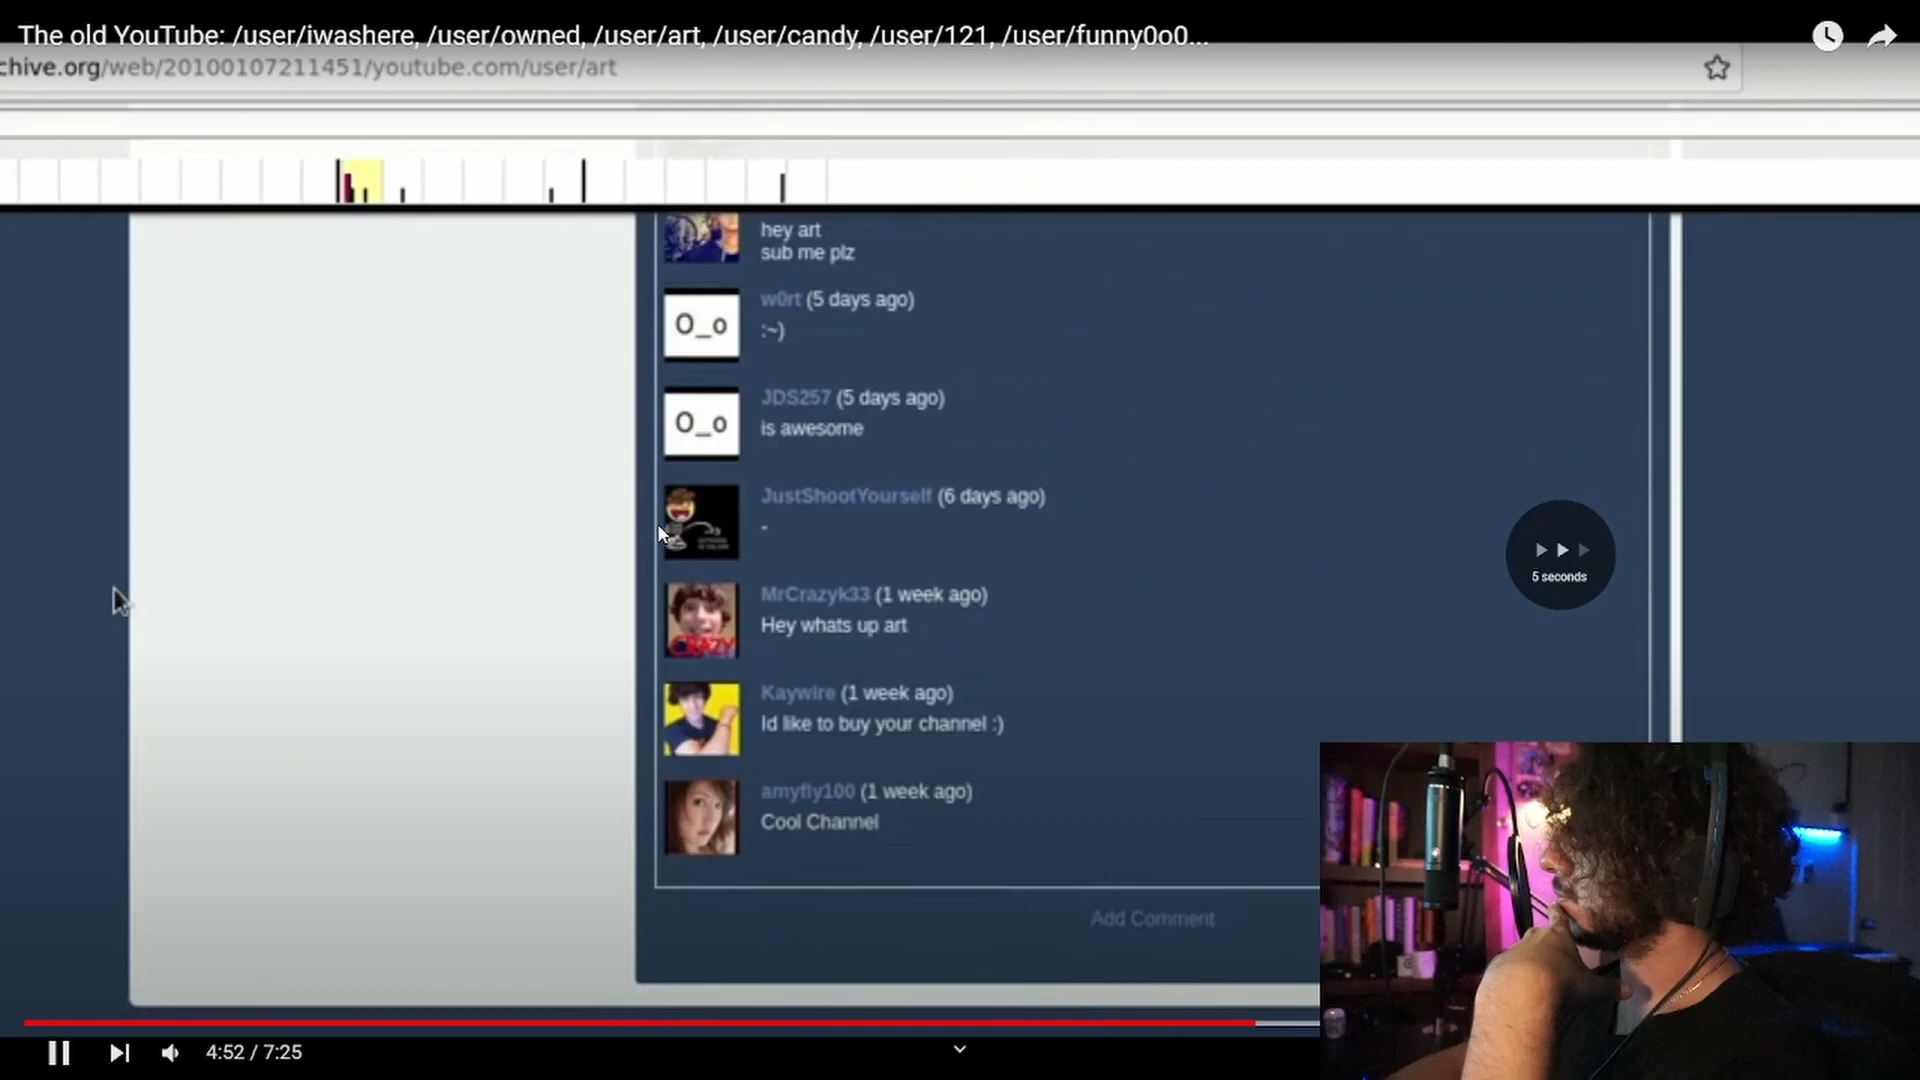 The old YouTube: /user/iwashere, /user/owned, /user/art, /user/candy, /user/121, /user/funny0o0...
chive.org/web/20100107211451/youtube.com/user/art
hey art
sub me plz
w0rt (5 days ago)
O_o
:~)
JDS257 (5 days ago)
O_o
is awesome
JustShootYourself (6 days ago)
-
5 seconds
MrCrazyk33 (1 week ago)
Hey whats up art
CRAZY
Kaywire (1 week ago)
Id like to buy your channel :)
amyfly100 (1 week ago)
Cool Channel
Add Comment
4:52 / 7:25